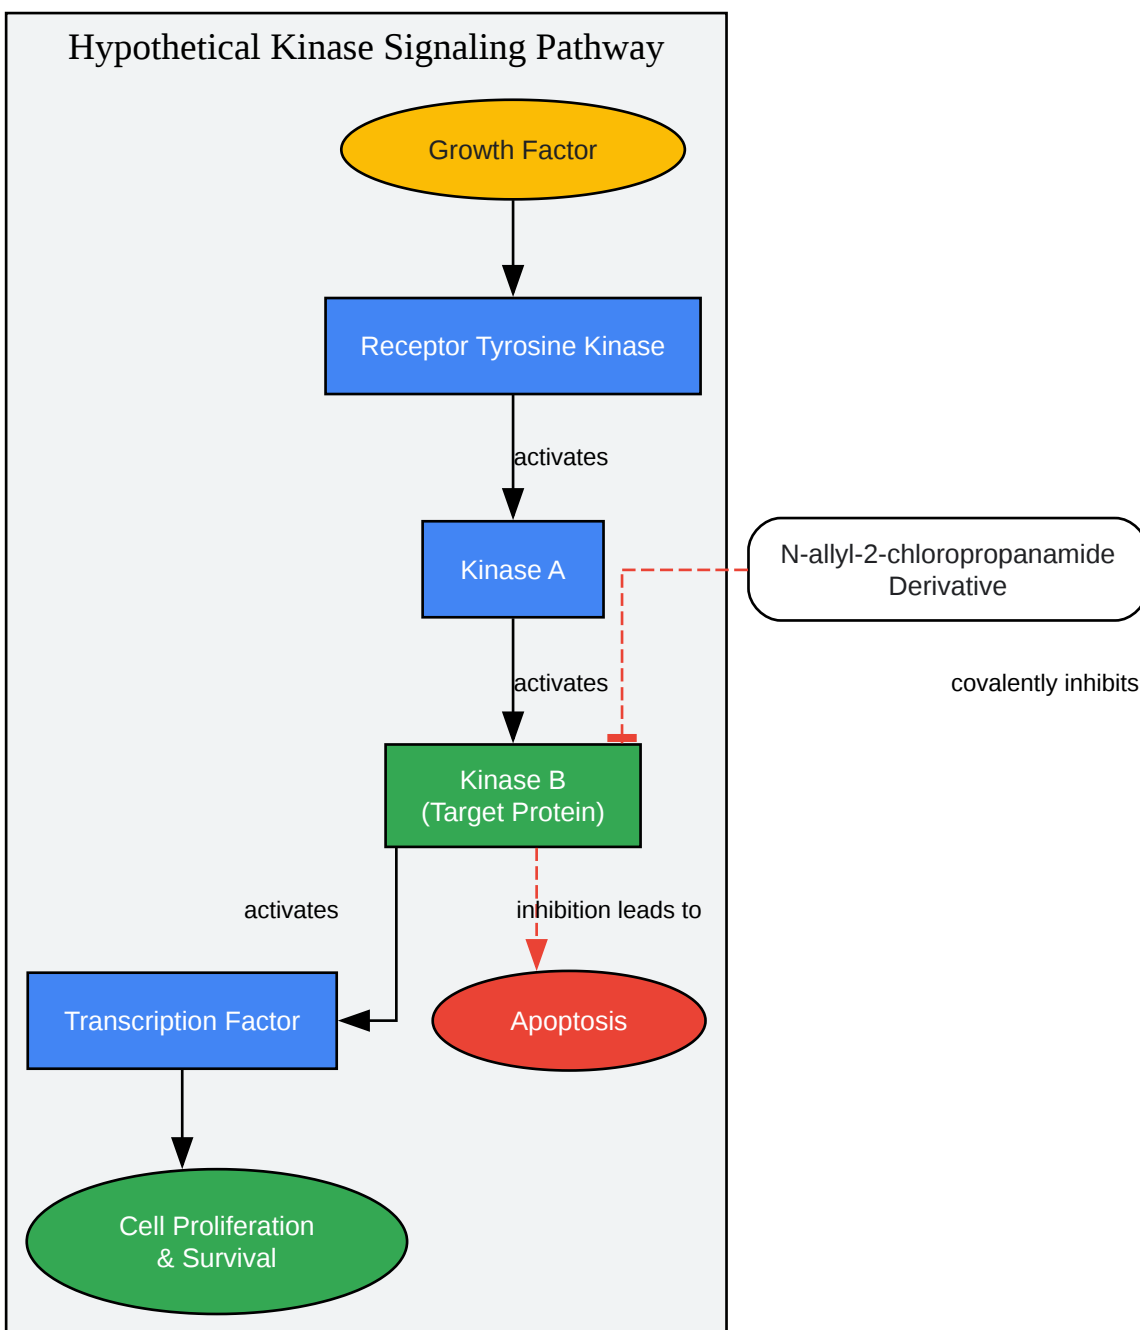 Hypothetical Kinase Signaling Pathway
Growth Factor
Receptor Tyrosine Kinase
activates
Kinase A
N-allyl-2-chloropropanamide
Derivative
activates
covalently inhibits
Kinase B
(Target Protein)
activates
inhibition leads to
Transcription Factor
Apoptosis
Cell Proliferation
& Survival